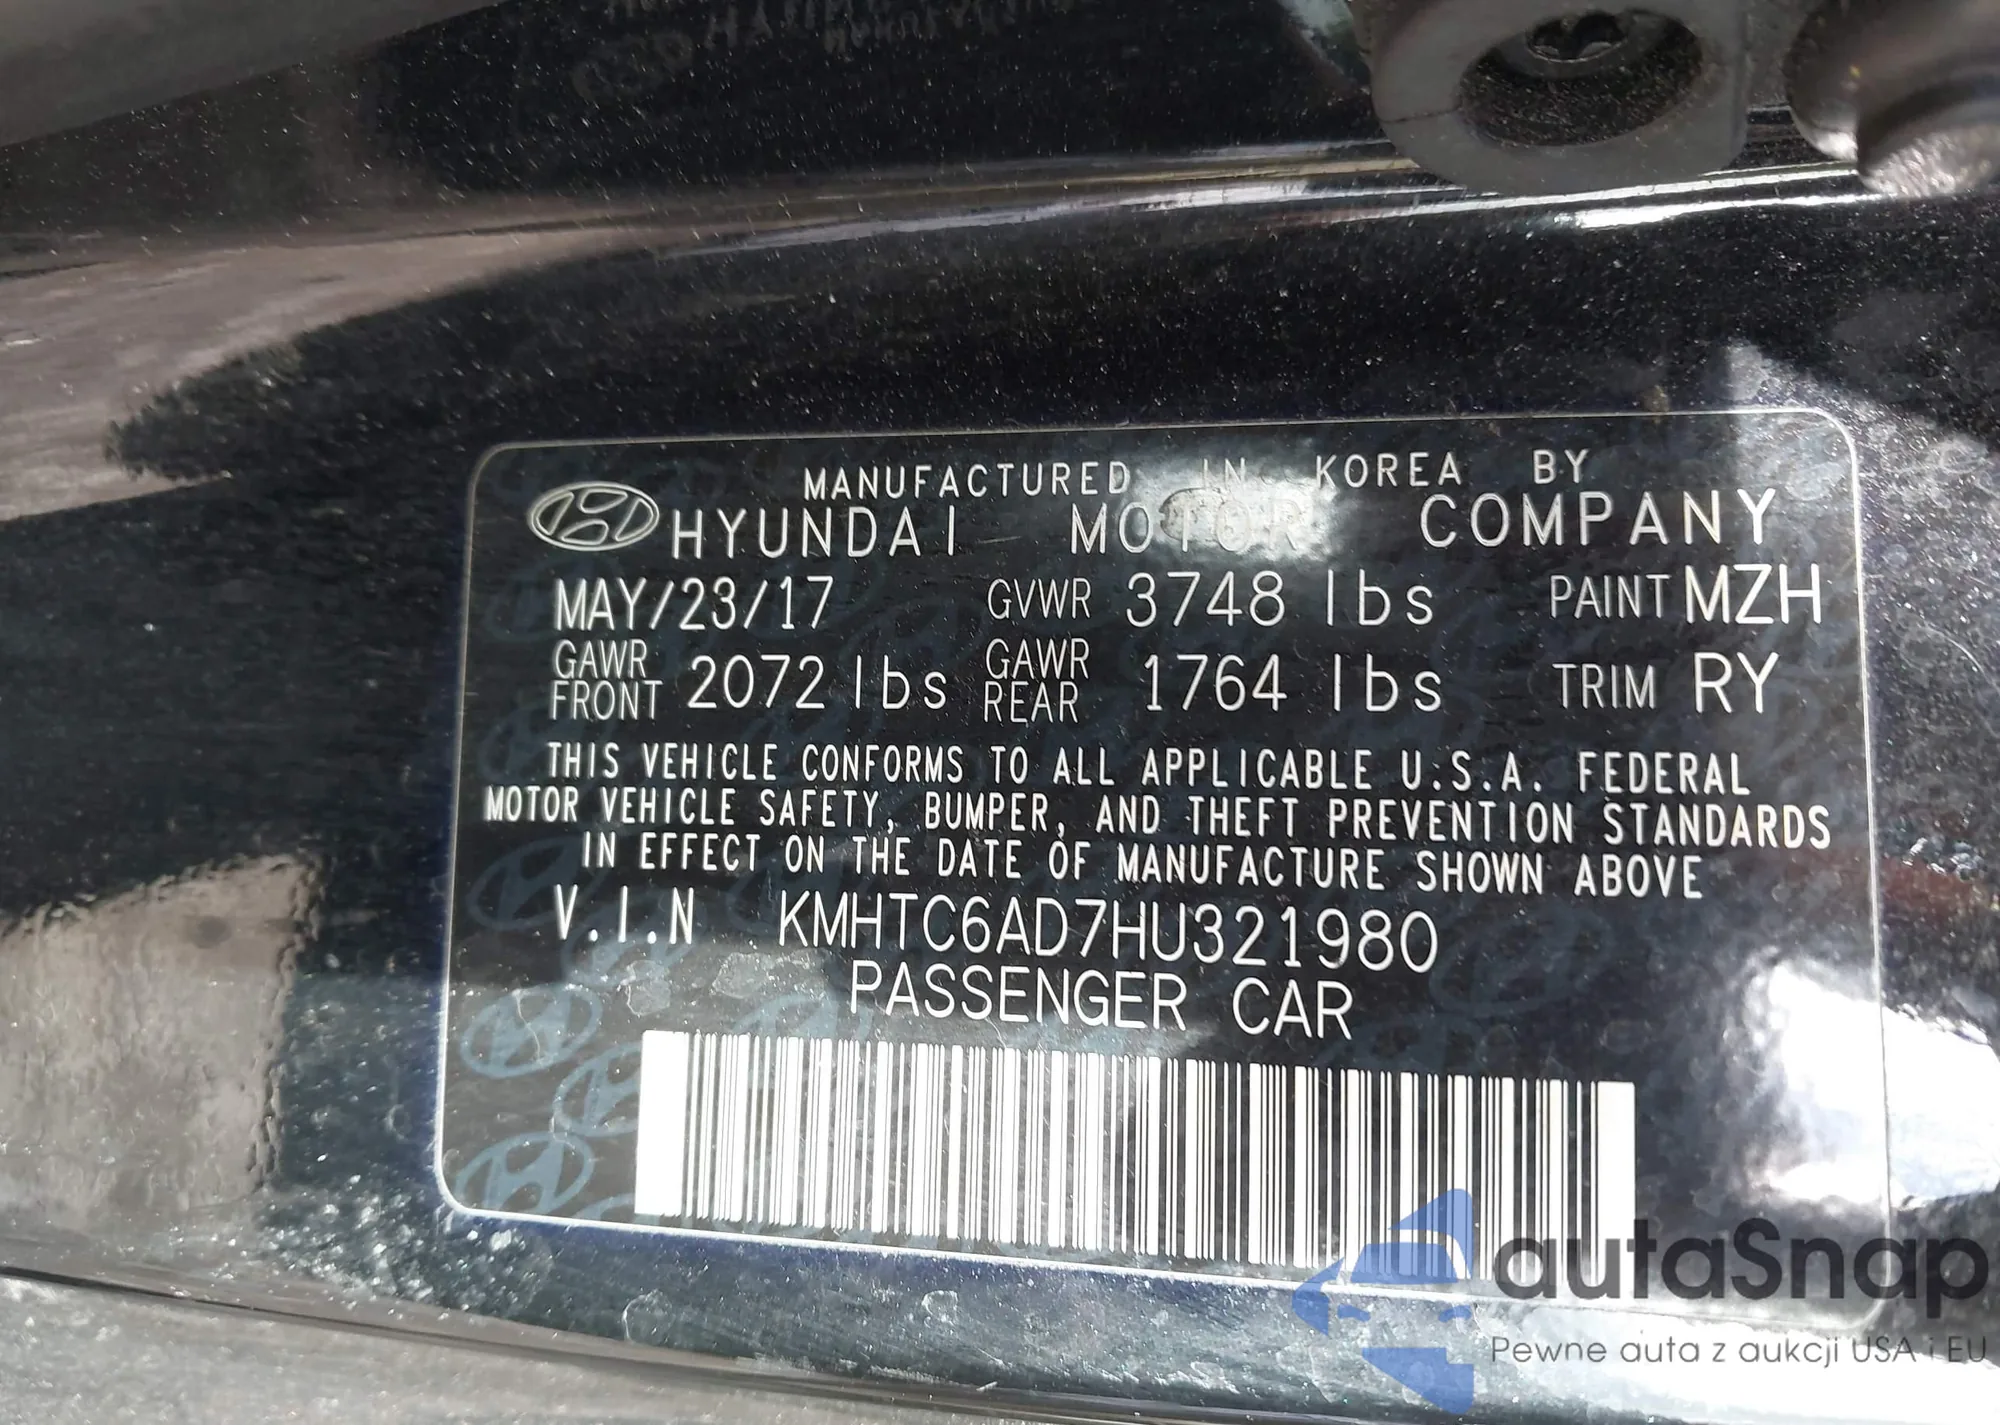 MANUFACTURED IN KOREA BY
HYUNDAI MOTOR COMPANY
MAY/23/17 GVWR 3748 lbs PAINT MZH
GAWR FRONT 2072 lbs GAWR REAR 1764 lbs TRIM RY
THIS VEHICLE CONFORMS TO ALL APPLICABLE U.S.A. FEDERAL
MOTOR VEHICLE SAFETY, BUMPER, AND THEFT PREVENTION STANDARDS
IN EFFECT ON THE DATE OF MANUFACTURE SHOWN ABOVE
V.I.N KMHTC6AD7HU321980
PASSENGER CAR
autaSnap
Pewne auta z aukcji USA i EU